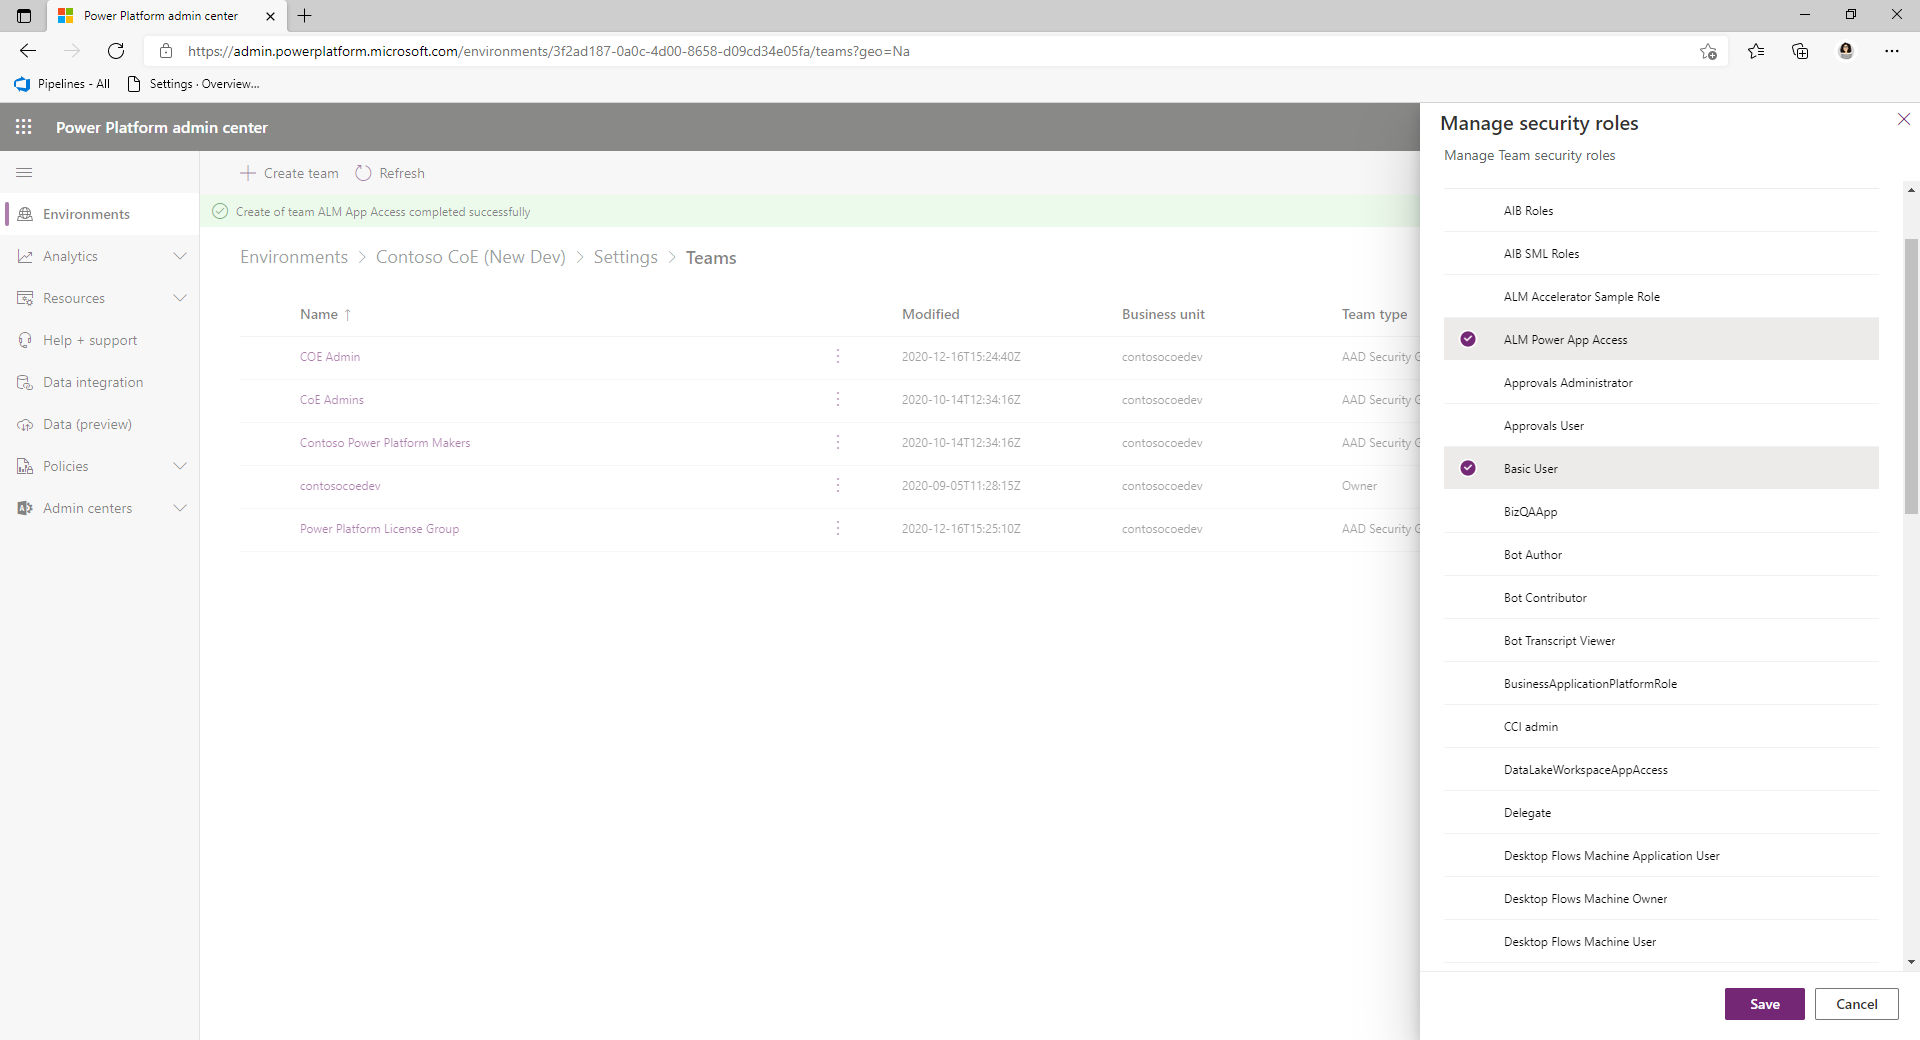 Power Platform admin center
https://admin.powerplatform.microsoft.com/environments/3f2ad187-0a0c-4d00-8658-d09cd34e05fa/teams?geo=Na
Pipelines - All
Settings · Overview...
Power Platform admin center
Environments
Analytics
Resources
Help + support
Data integration
Data (preview)
Policies
Admin centers
Create team
Refresh
Create of team ALM App Access completed successfully
Environments > Contoso CoE (New Dev) > Settings > Teams
Name ↑ Modified Business unit Team type
COE Admin 2020-12-16T15:24:40Z contosocoedev AAD Security G
CoE Admins 2020-10-14T12:34:16Z contosocoedev AAD Security G
Contoso Power Platform Makers 2020-10-14T12:34:16Z contosocoedev AAD Security G
contosocoedev 2020-09-05T11:28:15Z contosocoedev Owner
Power Platform License Group 2020-12-16T15:25:10Z contosocoedev AAD Security G
Manage security roles
Manage Team security roles
AIB Roles
AIB SML Roles
ALM Accelerator Sample Role
ALM Power App Access
Approvals Administrator
Approvals User
Basic User
BizQAApp
Bot Author
Bot Contributor
Bot Transcript Viewer
BusinessApplicationPlatformRole
CCI admin
DataLakeWorkspaceAppAccess
Delegate
Desktop Flows Machine Application User
Desktop Flows Machine Owner
Desktop Flows Machine User
Save
Cancel